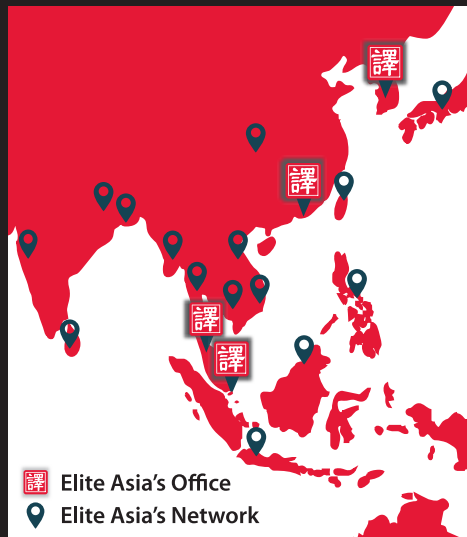 譯
譯
譯
譯
譯 Elite Asia's Office
Elite Asia's Network